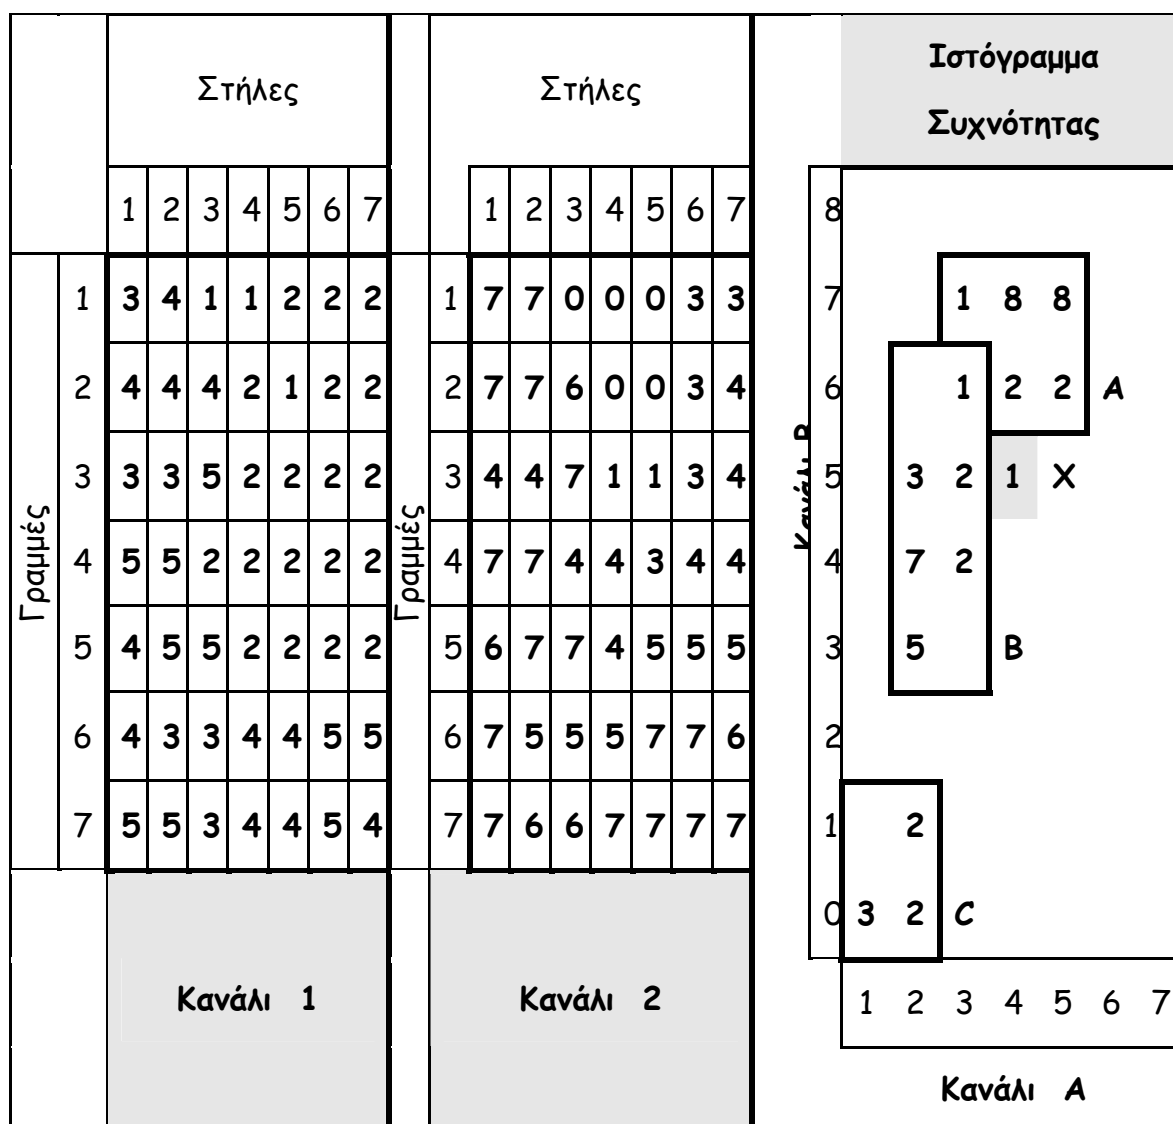 Στήλες Στήλες Ιστόγραμμα
Συχνότητας
1 2 3 4 5 6 7 1 2 3 4 5 6 7 8
Γραμμές 1 3 4 1 1 2 2 2 Γραμμές 1 7 7 0 0 0 3 3 Κανάλι B 7 1 8 8
2 4 4 4 2 1 2 2 2 7 7 6 0 0 3 4 6 1 2 2 A
3 3 3 5 2 2 2 2 3 4 4 7 1 1 3 4 5 3 2 1 X
4 5 5 2 2 2 2 2 4 7 7 4 4 3 4 4 4 7 2
5 4 5 5 2 2 2 2 5 6 7 7 4 5 5 5 3 5 B
6 4 3 3 4 4 5 5 6 7 5 5 5 7 7 6 2
7 5 5 3 4 4 5 4 7 7 6 6 7 7 7 7 1 2
0 3 2 C
Κανάλι 1 Κανάλι 2 1 2 3 4 5 6 7
Κανάλι A